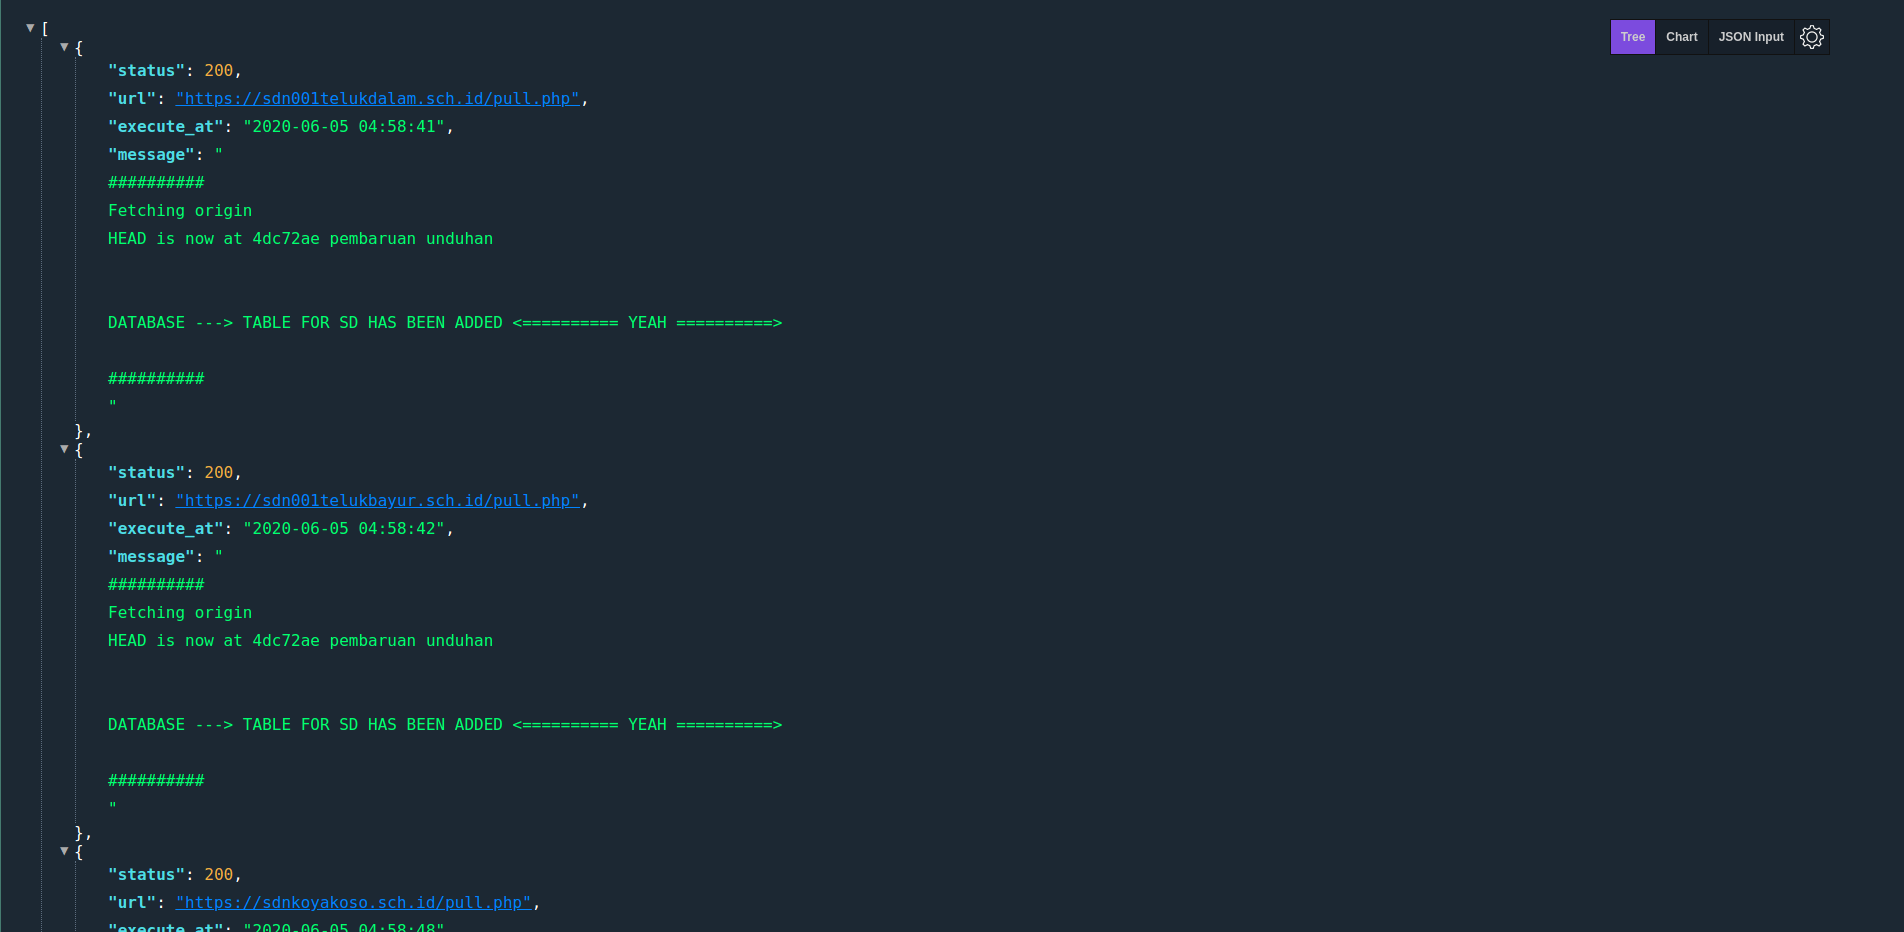 [
Tree Chart JSON Input
{
"status": 200,
"url": "https://sdn001telukdalam.sch.id/pull.php",
"execute_at": "2020-06-05 04:58:41",
"message": "
##########
Fetching origin
HEAD is now at 4dc72ae pembaruan unduhan
DATABASE ---> TABLE FOR SD HAS BEEN ADDED <========== YEAH ==========>
##########
"
},
{
"status": 200,
"url": "https://sdn001telukbayur.sch.id/pull.php",
"execute_at": "2020-06-05 04:58:42",
"message": "
##########
Fetching origin
HEAD is now at 4dc72ae pembaruan unduhan
DATABASE ---> TABLE FOR SD HAS BEEN ADDED <========== YEAH ==========>
##########
"
},
{
"status": 200,
"url": "https://sdnkoyakoso.sch.id/pull.php",
"execute_at": "2020-06-05 04:58:48"